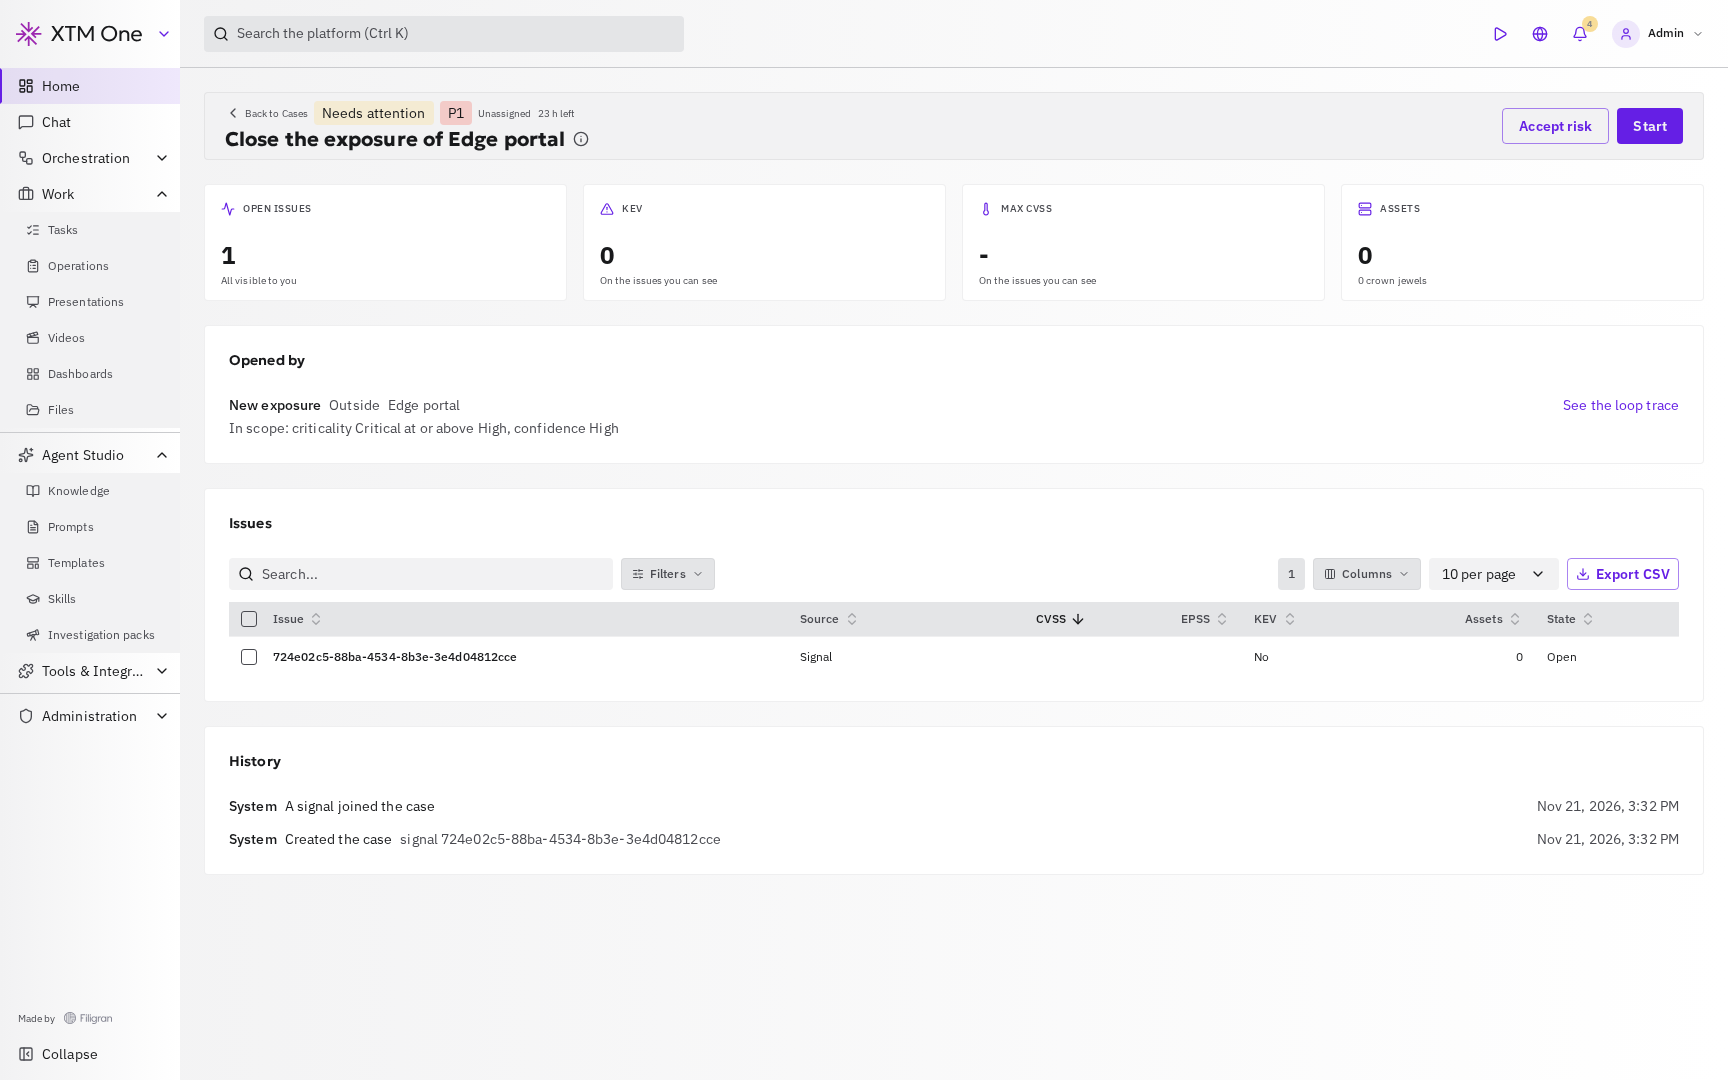 XTM One
Search the platform (Ctrl K)
4
Admin
Home
Chat
Orchestration
Work
Tasks
Operations
Presentations
Videos
Dashboards
Files
Agent Studio
Knowledge
Prompts
Templates
Skills
Investigation packs
Tools & Integr...
Administration
Made by Filigran
Collapse
Back to Cases Needs attention P1 Unassigned 23 h left
Close the exposure of Edge portal
Accept risk Start
OPEN ISSUES
1
All visible to you
KEV
0
On the issues you can see
MAX CVSS
-
On the issues you can see
ASSETS
0
0 crown jewels
Opened by
New exposure Outside Edge portal See the loop trace
In scope: criticality Critical at or above High, confidence High
Issues
Search... Filters 1 Columns 10 per page Export CSV
Issue Source CVSS EPSS KEV Assets State
724e02c5-88ba-4534-8b3e-3e4d04812cce Signal No 0 Open
History
System A signal joined the case Nov 21, 2026, 3:32 PM
System Created the case signal 724e02c5-88ba-4534-8b3e-3e4d04812cce Nov 21, 2026, 3:32 PM